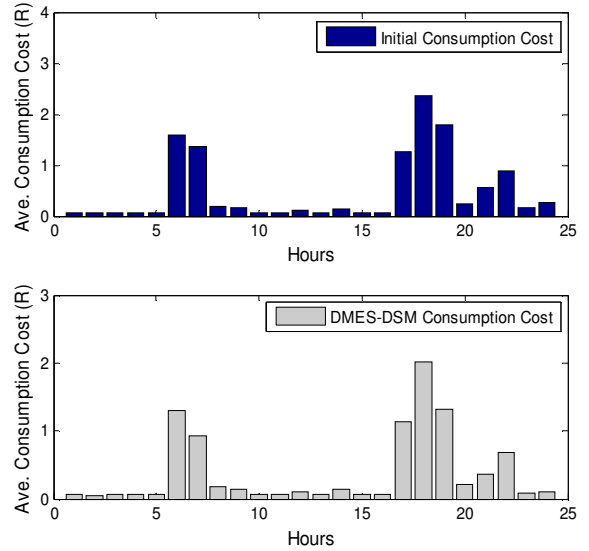 Ave. Consumption Cost (R)
4
3
2
1
0
Initial Consumption Cost
0 5 10 15 20 25
Hours
Ave. Consumption Cost (R)
3
2
1
0
DMES-DSM Consumption Cost
0 5 10 15 20 25
Hours